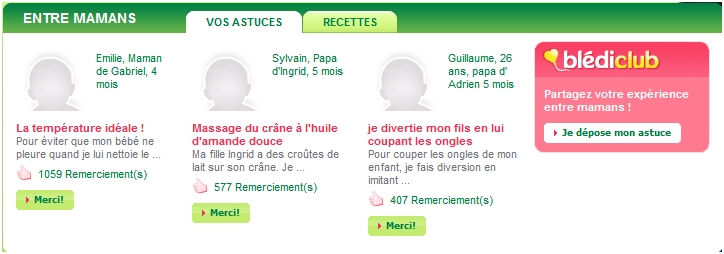 ENTRE MAMANS
VOS ASTUCES
RECETTES
Emilie, Maman
de Gabriel, 4
mois
La température idéale !
Pour éviter que mon bébé ne
pleure quand je lui nettoie le ...
1059 Remerciement(s)
Merci!
Sylvain, Papa
d'Ingrid, 5 mois
Massage du crâne à l'huile
d'amande douce
Ma fille Ingrid a des croûtes de
lait sur son crâne. Je ...
577 Remerciement(s)
Merci!
Guillaume, 26
ans, papa d'
Adrien 5 mois
je divertie mon fils en lui
coupant les ongles
Pour couper les ongles de mon
enfant, je fais diversion en
imitant ...
407 Remerciement(s)
Merci!
blédiclub
Partagez votre expérience
entre mamans !
Je dépose mon astuce